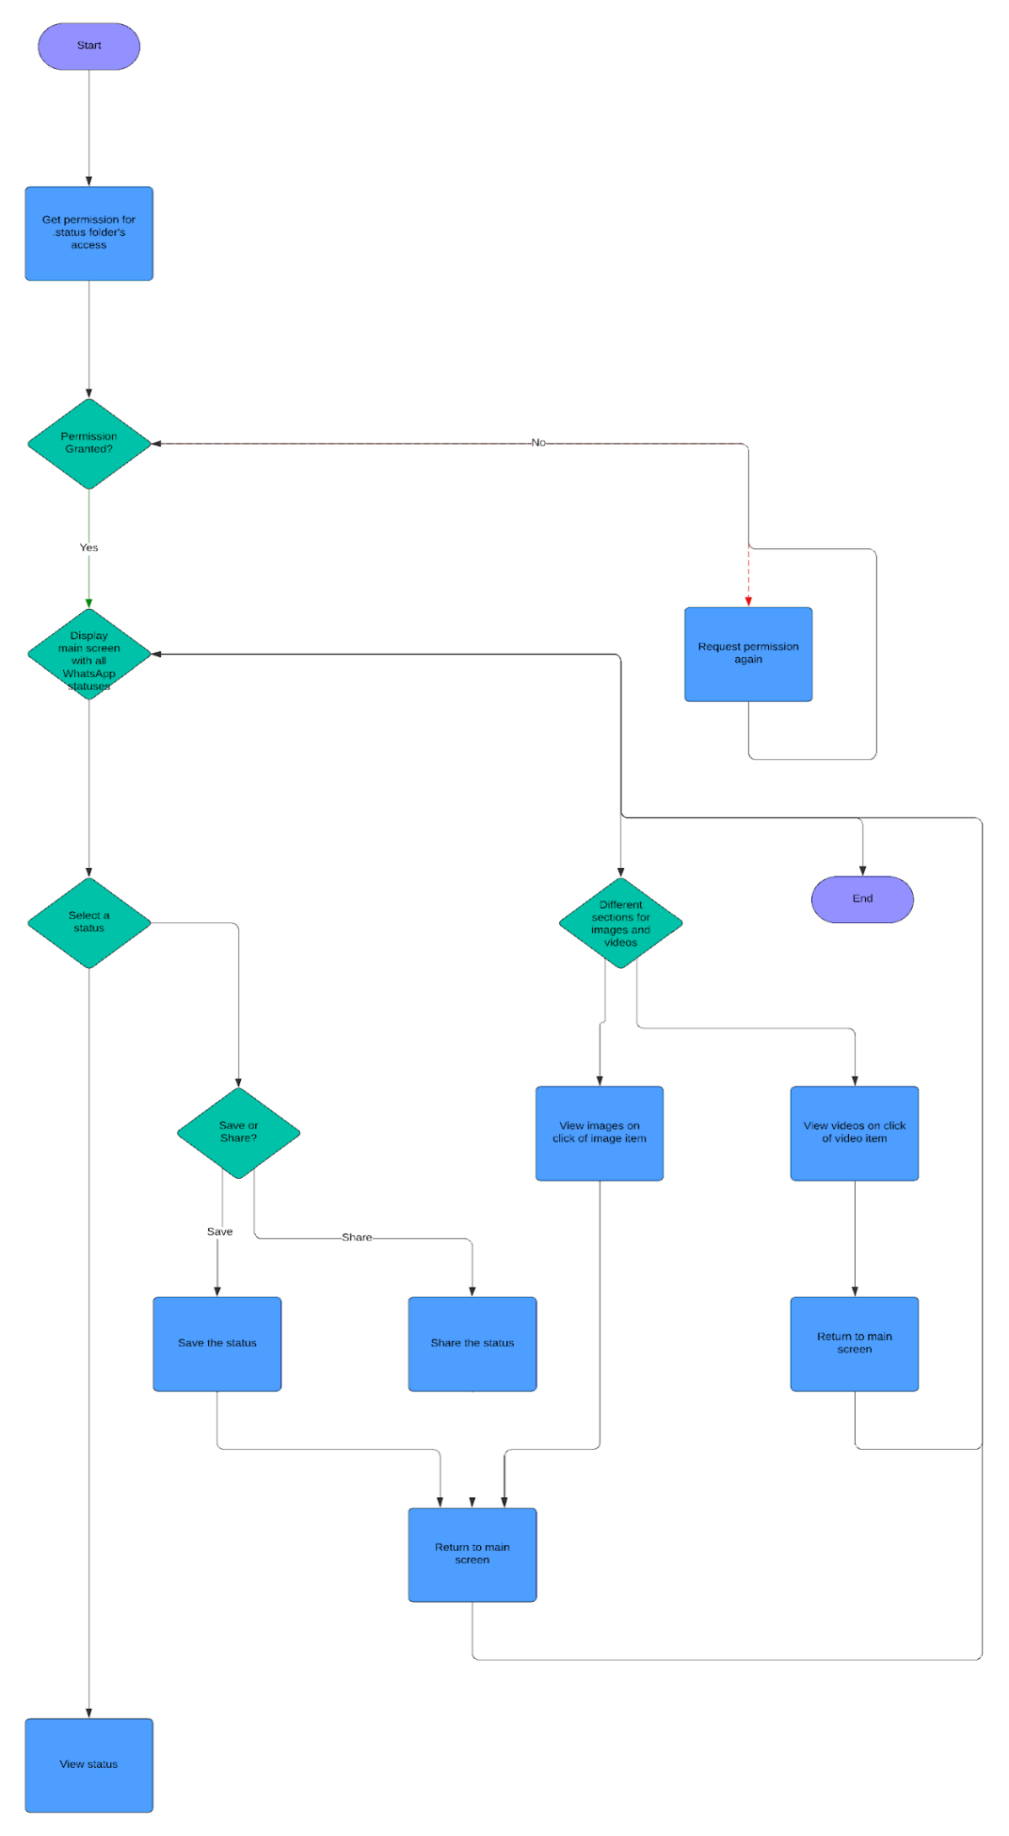 Start
Get permission for
.status folder's
access
Permission
Granted?
No
Yes
Display
main screen
with all
WhatsApp
statuses
Request permission
again
Select a
status
Different
sections for
images and
videos
End
Save or
Share?
View images on
click of image item
View videos on click
of video item
Save
Share
Save the status
Share the status
Return to main
screen
Return to main
screen
View status